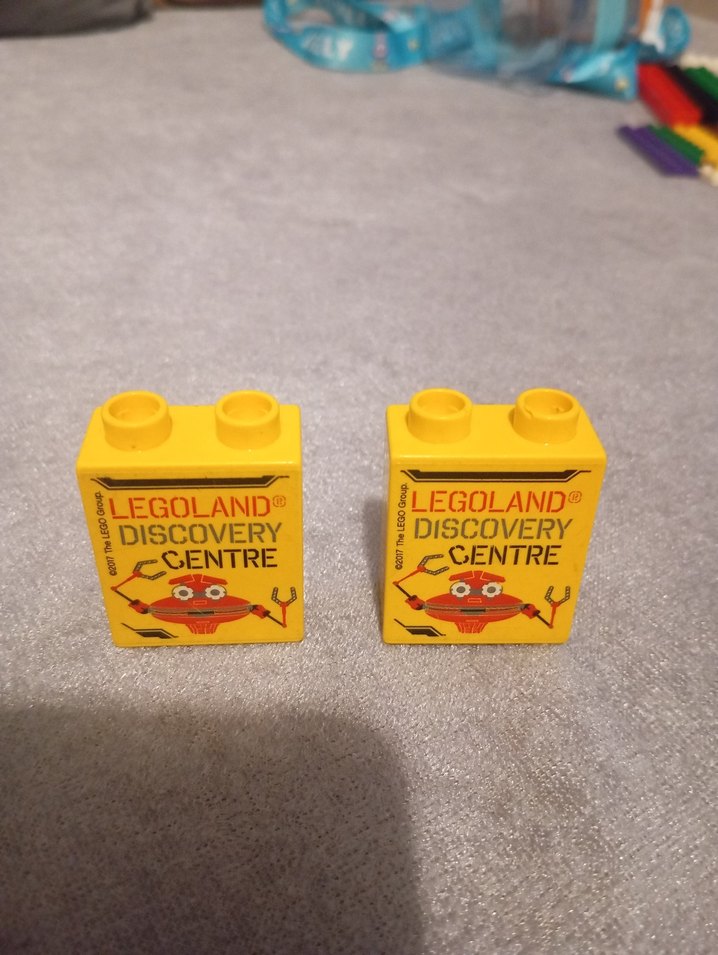 ©2017 The LEGO Group.
LEGOLAND®
DISCOVERY
CENTRE
©2017 The LEGO Group.
LEGOLAND®
DISCOVERY
CENTRE